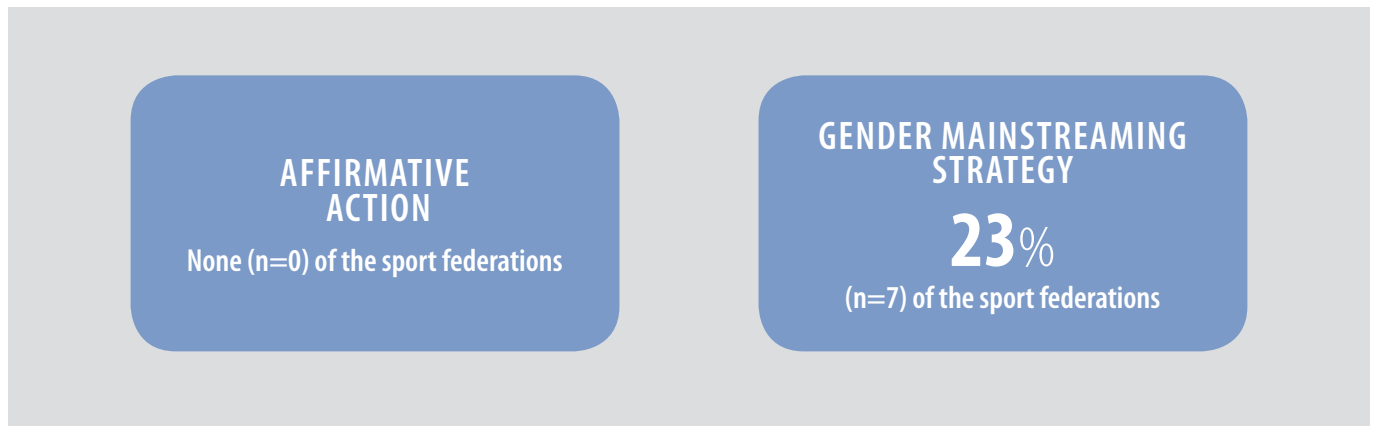 AFFIRMATIVE
ACTION
None (n=0) of the sport federations
GENDER MAINSTREAMING
STRATEGY
23%
(n=7) of the sport federations